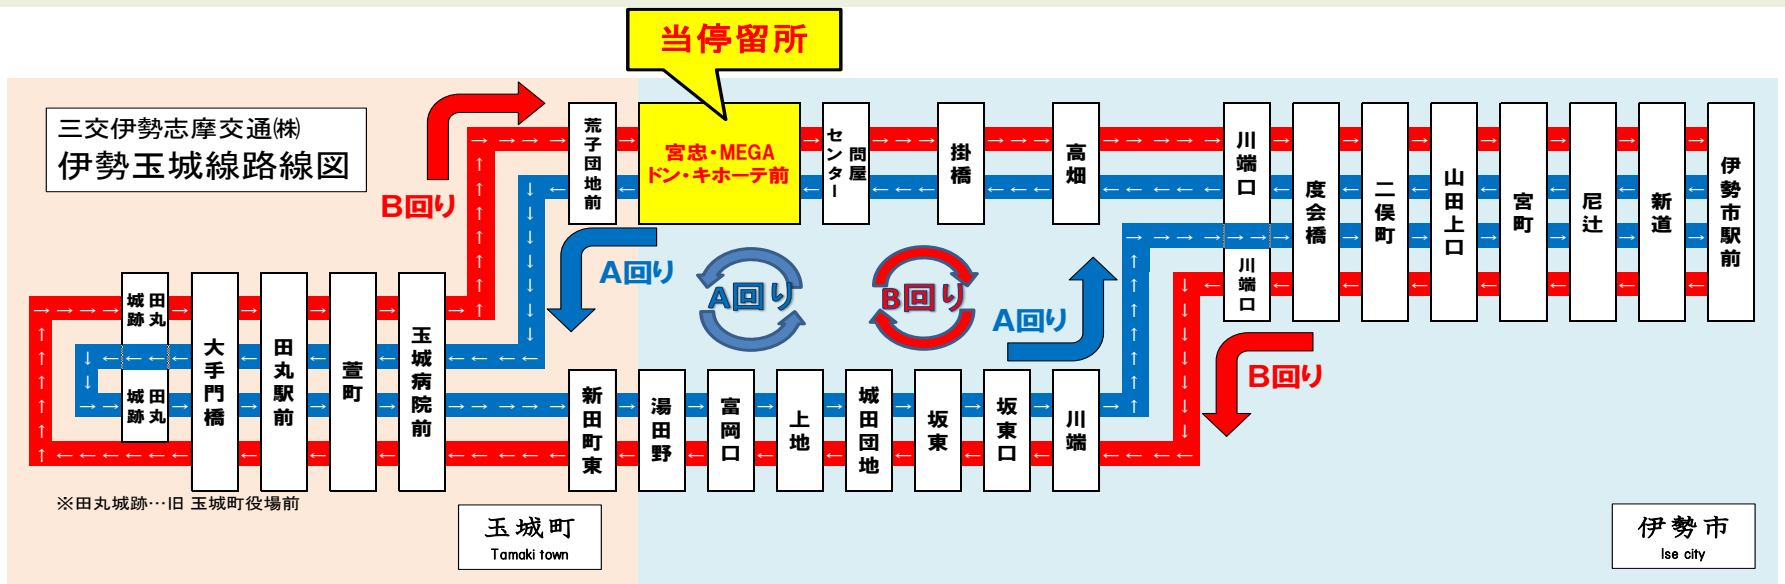 当停留所
三交伊勢志摩交通㈱
伊勢玉城線路線図
B回り
荒子団地前
宮忠・MEGA
ドン・キホーテ前
問屋
センター
掛橋
高畑
川端口
度会橋
二俣町
山田上口
宮町
尼辻
新道
伊勢市駅前
A回り
A回り
B回り
A回り
川端口
B回り
田丸
城跡
大手門橋
田丸駅前
萱町
玉城病院前
田丸
城跡
新田町東
湯田野
富岡口
上地
城田団地
坂東
坂東口
川端
※田丸城跡…旧 玉城町役場前
玉城町
Tamaki town
伊勢市
Ise city